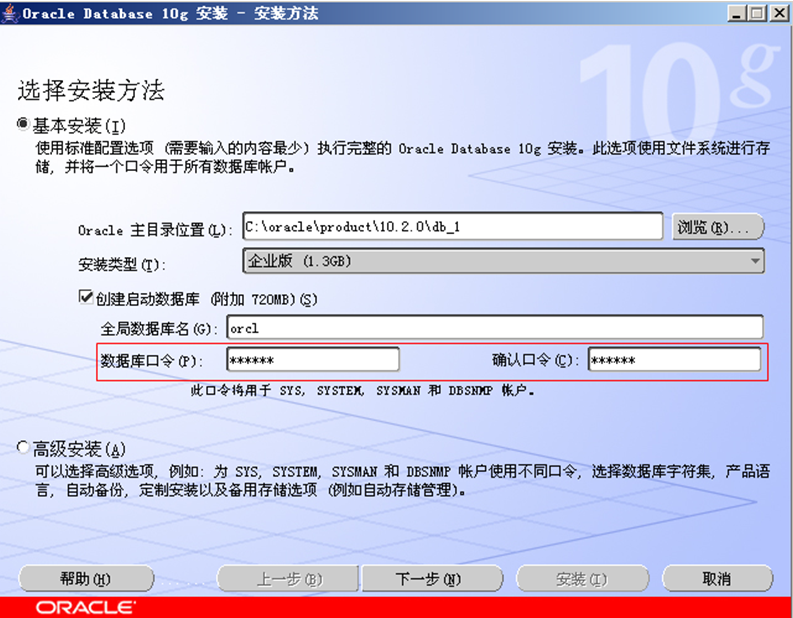 Oracle Database 10g 安装 - 安装方法
10g
选择安装方法
基本安装(I)
使用标准配置选项 (需要输入的内容最少) 执行完整的 Oracle Database 10g 安装。此选项使用文件系统进行存
储, 并将一个口令用于所有数据库帐户。
Oracle 主目录位置(L): C:\oracle\product\10.2.0\db_1 浏览(R)...
安装类型(T): 企业版 (1.3GB)
创建启动数据库 (附加 720MB)(S)
全局数据库名(G): orcl
数据库口令(P): ****** 确认口令(C): ******
此口令将用于 SYS, SYSTEM, SYSMAN 和 DBSNMP 帐户。
高级安装(A)
可以选择高级选项, 例如: 为 SYS, SYSTEM, SYSMAN 和 DBSNMP 帐户使用不同口令, 选择数据库字符集, 产品语
言, 自动备份, 定制安装以及备用存储选项 (例如自动存储管理)。
帮助(H) 上一步(B) 下一步(N) 安装(I) 取消
ORACLE